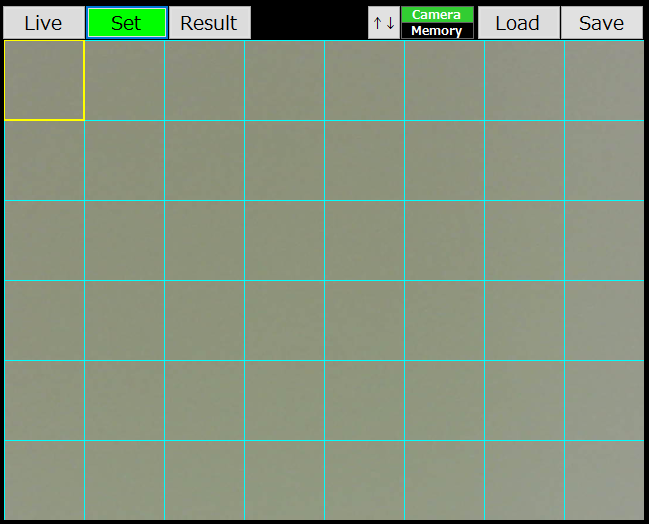 Live
Set
Result
↑↓
Camera
Memory
Load
Save